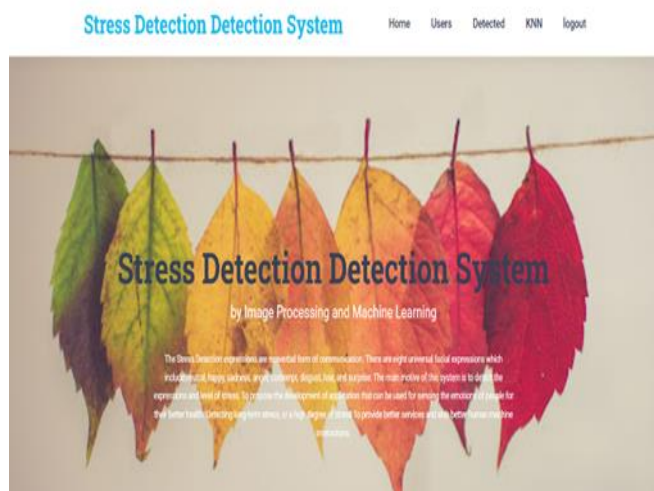 Stress Detection Detection System
Home Users Detected KNN logout
Stress Detection Detection System
by Image Processing and Machine Learning
The Stress Detection expressions are nonverbal form of communication. There are eight universal facial expressions which
include neutral, happy, sadness, anger, contempt, disgust, fear, and surprise. The main motive of this system is to detect the
expressions and level of stress. To propose the development of application that can be used for sensing the emotions of people for
their better health. Detecting long term stress, is a high degree of stress To provide better services and also better human machine
interactions.